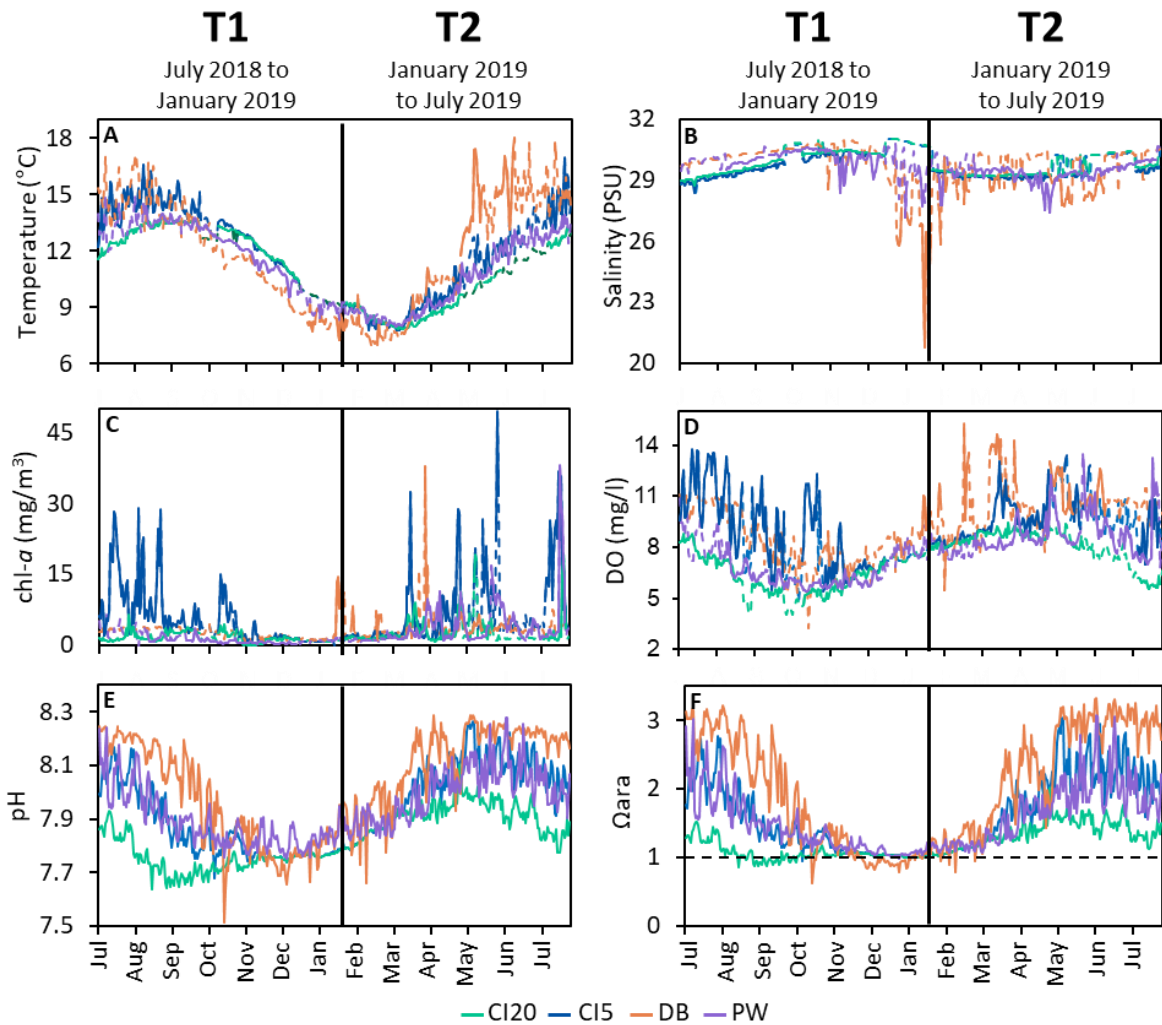 T1 T2 T1 T2
July 2018 to January 2019 July 2018 to January 2019
January 2019 to July 2019 January 2019 to July 2019
A B
18 15 12 9 6
Temperature (°C)
32 29 26 23 20
Salinity (PSU)
C D
45 30 15 0
chl-a (mg/m³)
14 11 8 5 2
DO (mg/l)
E F
8.3 8.1 7.9 7.7 7.5
pH
3 2 1 0
Ωara
Jul Aug Sep Oct Nov Dec Jan Feb Mar Apr May Jun Jul
Jul Aug Sep Oct Nov Dec Jan Feb Mar Apr May Jun Jul
CI20 CI5 DB PW